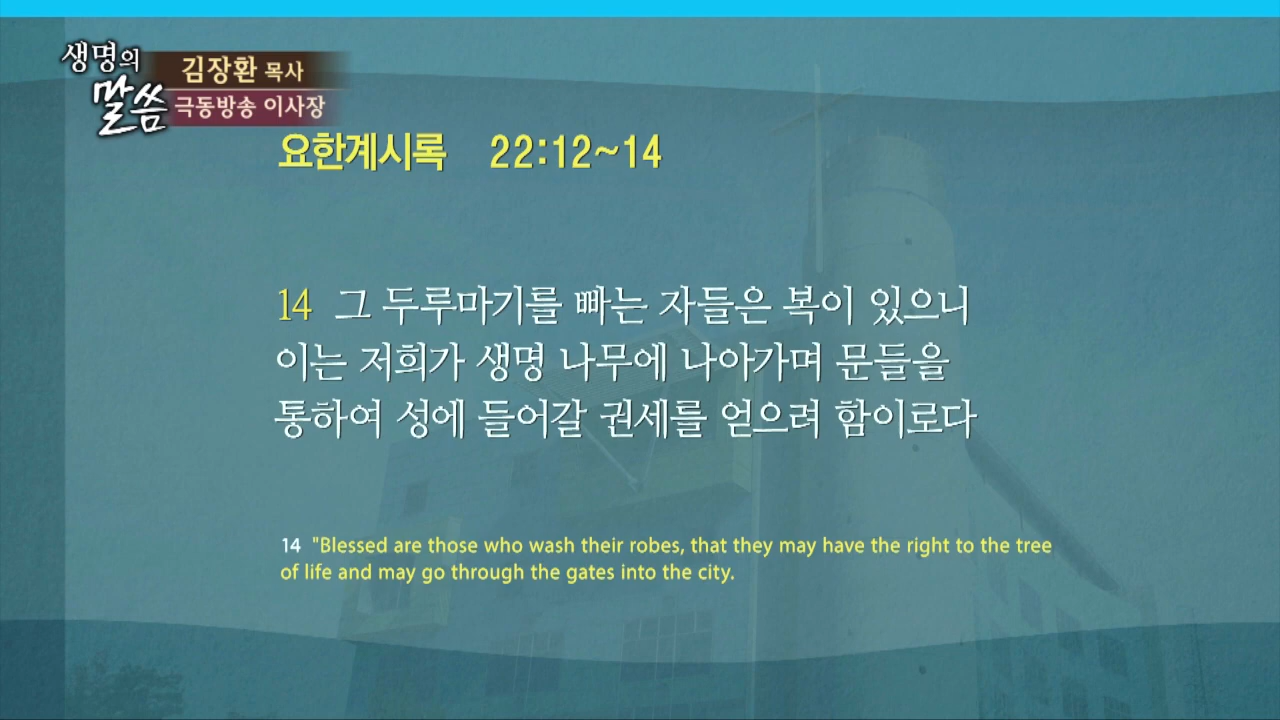 생명의
말씀
김장환 목사
극동방송 이사장
요한계시록 22:12~14
14 그 두루마기를 빠는 자들은 복이 있으니
이는 저희가 생명 나무에 나아가며 문들을
통하여 성에 들어갈 권세를 얻으려 함이로다
14 "Blessed are those who wash their robes, that they may have the right to the tree
of life and may go through the gates into the city.